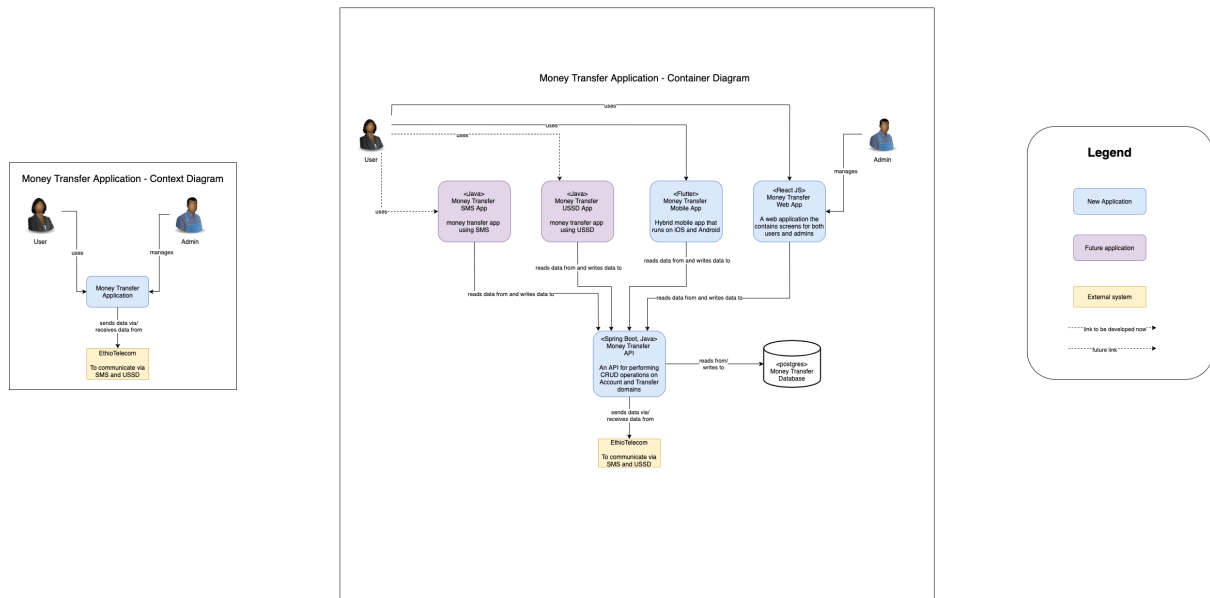 Money Transfer Application - Context Diagram
User
Admin
uses
manages
Money Transfer
Application
sends data via/
receives data from
EthioTelecom
To communicate via
SMS and USSD
Money Transfer Application - Container Diagram
uses
uses
uses
uses
User
Admin
manages
<Java>
Money Transfer
SMS App
money transfer app
using SMS
<Java>
Money Transfer
USSD App
money transfer app
using USSD
<Flutter>
Money Transfer
Mobile App
Hybrid mobile app that
runs on iOS and Android
<React JS>
Money Transfer
Web App
A web application the
contains screens for both
users and admins
reads data from and writes data to
reads data from and writes data to
reads data from and writes data to
reads data from and writes data to
<Spring Boot, Java>
Money Transfer
API
An API for performing
CRUD operations on
Account and Transfer
domains
reads from/
writes to
<postgres>
Money Transfer
Database
sends data via/
receives data from
EthioTelecom
To communicate via
SMS and USSD
Legend
New Application
Future application
External system
link to be developed now
future link